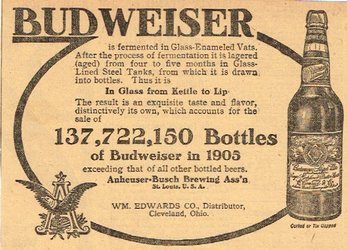 BUDWEISER
is fermented in Glass-Enameled Vats.
After the process of fermentation it is lagered
(aged) from four to five months in Glass-
Lined Steel Tanks, from which it is drawn
into bottles. Thus it is
In Glass from Kettle to Lip
The result is an exquisite taste and flavor,
distinctively its own, which accounts for the
sale of
137,722,150 Bottles
of Budweiser in 1905
exceeding that of all other bottled beers.
Anheuser-Busch Brewing Ass'n
St. Louis, U. S. A.
WM. EDWARDS CO., Distributor,
Cleveland, Ohio.
Corked or Tin Capped